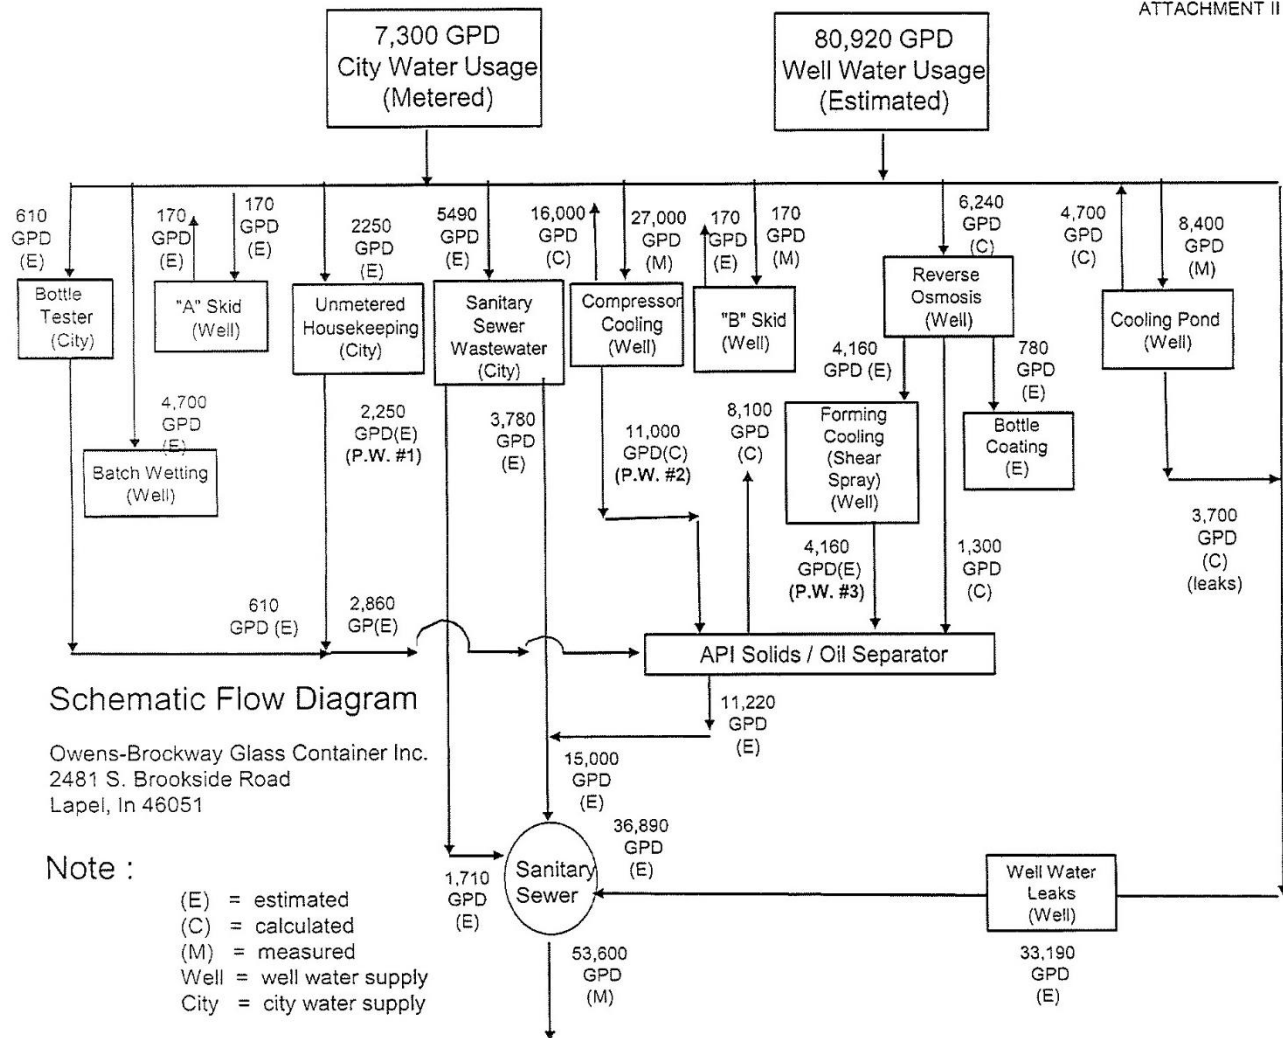 ATTACHMENT II
7,300 GPD
City Water Usage
(Metered)
80,920 GPD
Well Water Usage
(Estimated)
610
GPD
(E)
170
GPD
(E)
170
GPD
(E)
2250
GPD
(E)
5490
GPD
(E)
16,000
GPD
(C)
27,000
GPD
(M)
170
GPD
(E)
170
GPD
(M)
6,240
GPD
(C)
4,700
GPD
(C)
8,400
GPD
(M)
Bottle
Tester
(City)
"A" Skid
(Well)
Unmetered
Housekeeping
(City)
Sanitary
Sewer
Wastewater
(City)
Compressor
Cooling
(Well)
"B" Skid
(Well)
Reverse
Osmosis
(Well)
Cooling Pond
(Well)
4,700
GPD
(E)
Batch Wetting
(Well)
2,250
GPD(E)
(P.W. #1)
3,780
GPD
(E)
11,000
GPD(C)
(P.W. #2)
8,100
GPD
(C)
4,160
GPD (E)
780
GPD
(E)
Forming
Cooling
(Shear
Spray)
(Well)
Bottle
Coating
(E)
4,160
GPD(E)
(P.W. #3)
1,300
GPD
(C)
3,700
GPD
(C)
(leaks)
610
GPD (E)
2,860
GP(E)
API Solids / Oil Separator
11,220
GPD
(E)
Schematic Flow Diagram
Owens-Brockway Glass Container Inc.
2481 S. Brookside Road
Lapel, In 46051
15,000
GPD
(E)
36,890
GPD
(E)
1,710
GPD
(E)
Sanitary
Sewer
Well Water
Leaks
(Well)
33,190
GPD
(E)
53,600
GPD
(M)
Note :
(E) = estimated
(C) = calculated
(M) = measured
Well = well water supply
City = city water supply